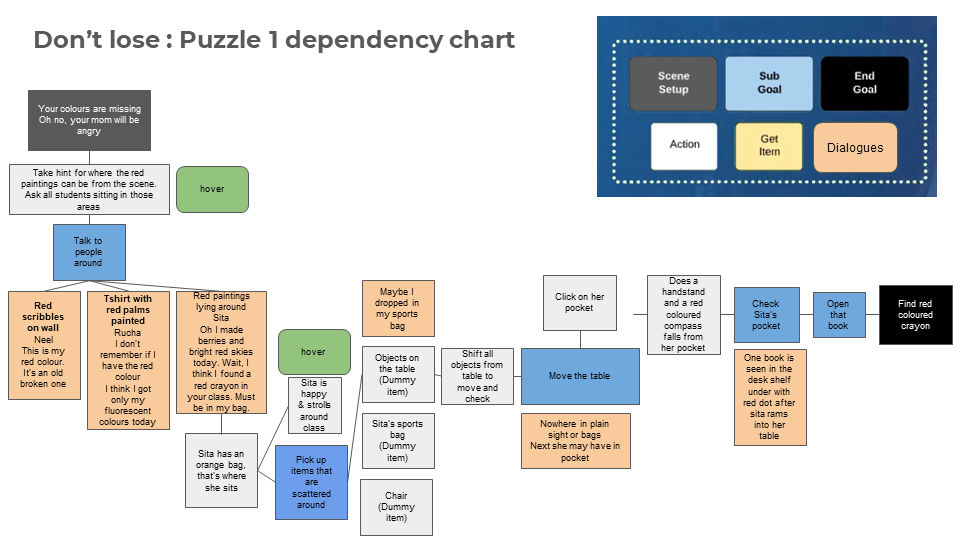 Don't lose : Puzzle 1 dependency chart
Scene
Setup
Sub
Goal
End
Goal
Action
Get
Item
Dialogues
Your colours are missing
Oh no, your mom will be
angry
Take hint for where the red
paintings can be from the scene.
Ask all students sitting in those
areas
hover
Talk to
people
around
Red
scribbles
on wall
Neel
This is my
red colour.
It's an old
broken one
Tshirt with
red palms
painted
Rucha
I don't
remember if I
have the red
colour
I think I got
only my
fluorescent
colours today
Red paintings
lying around
Sita
Oh I made
berries and
bright red skies
today. Wait, I
think I found a
red crayon in
your class. Must
be in my bag.
Sita has an
orange bag,
that's where
she sits
hover
Sita is
happy
& strolls
around
class
Pick up
items that
are
scattered
around
Maybe I
dropped in
my sports
bag
Objects on
the table
(Dummy
item)
Sita's sports
bag
(Dummy
item)
Chair
(Dummy
item)
Shift all
objects from
table to
move and
check
Click on her
pocket
Move the table
Nowhere in plain
sight or bags
Next she may have in
pocket
Does a
handstand
and a red
coloured
compass
falls from
her pocket
Check
Sita's
pocket
One book is
seen in the
desk shelf
under with
red dot after
sita rams
into her
table
Open
that
book
Find red
coloured
crayon